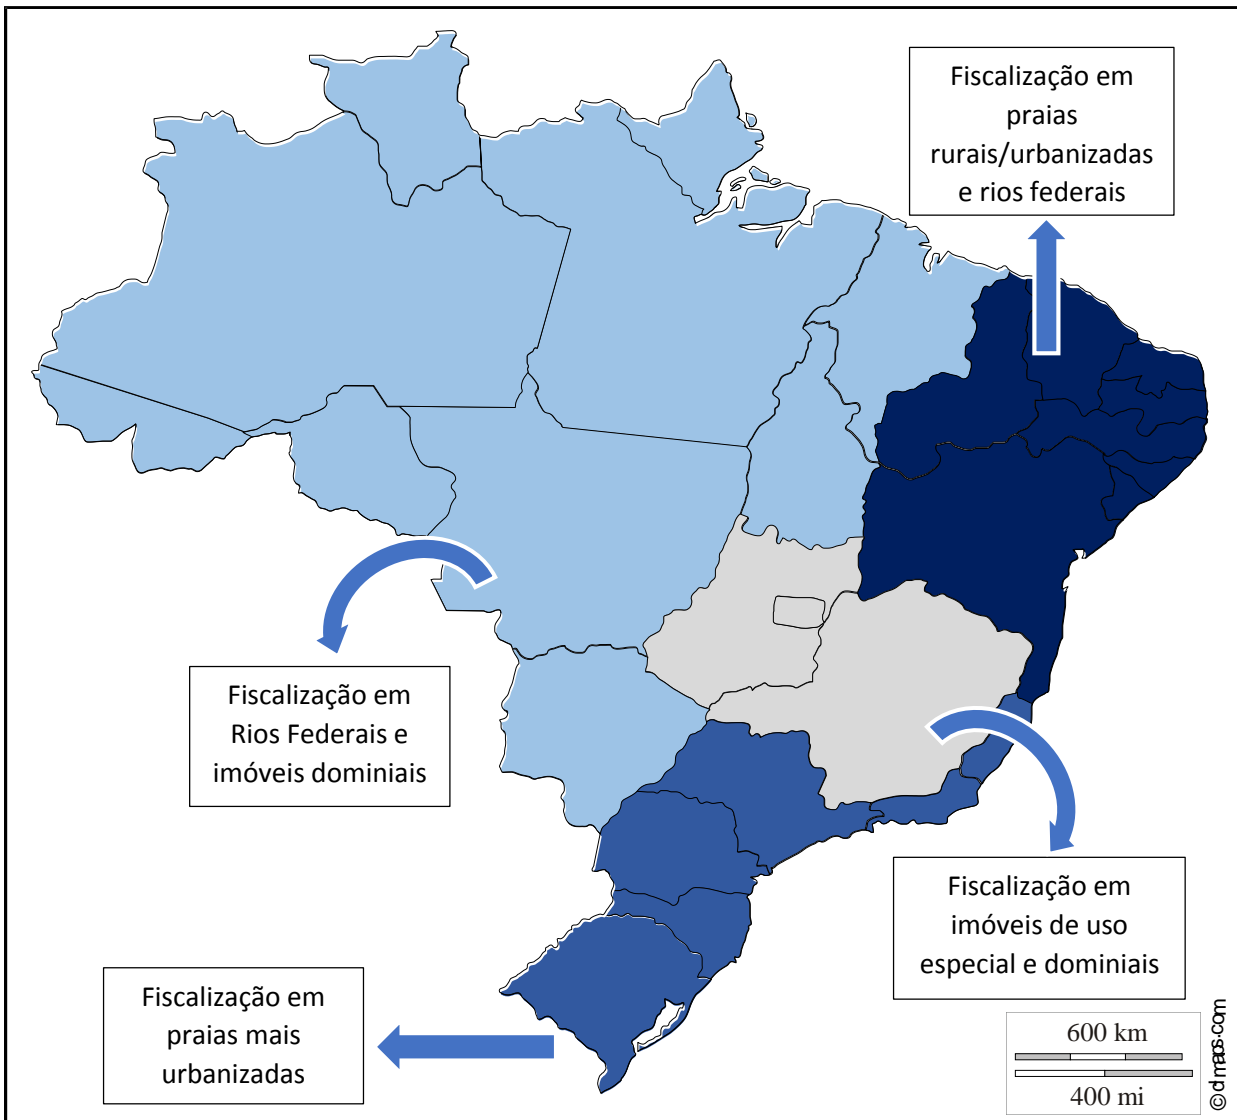 Fiscalização em
praias
rurais/urbanizadas
e rios federais
Fiscalização em
Rios Federais e
imóveis dominiais
Fiscalização em
imóveis de uso
especial e dominiais
Fiscalização em
praias mais
urbanizadas
600 km
400 mi
© d-maps.com